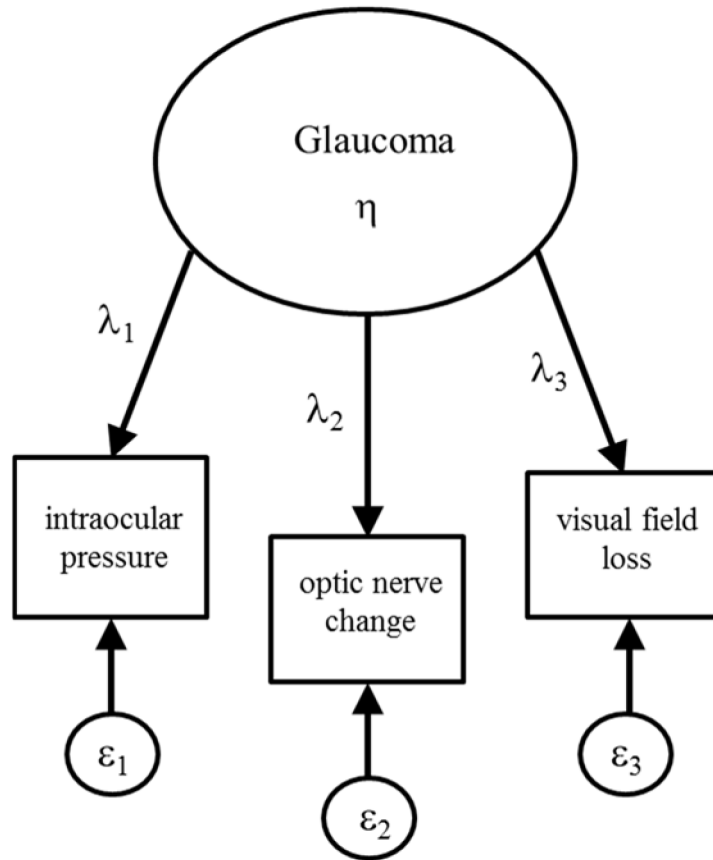 Glaucoma
η
λ₁
λ₂
λ₃
intraocular
pressure
optic nerve
change
visual field
loss
ε₁
ε₂
ε₃